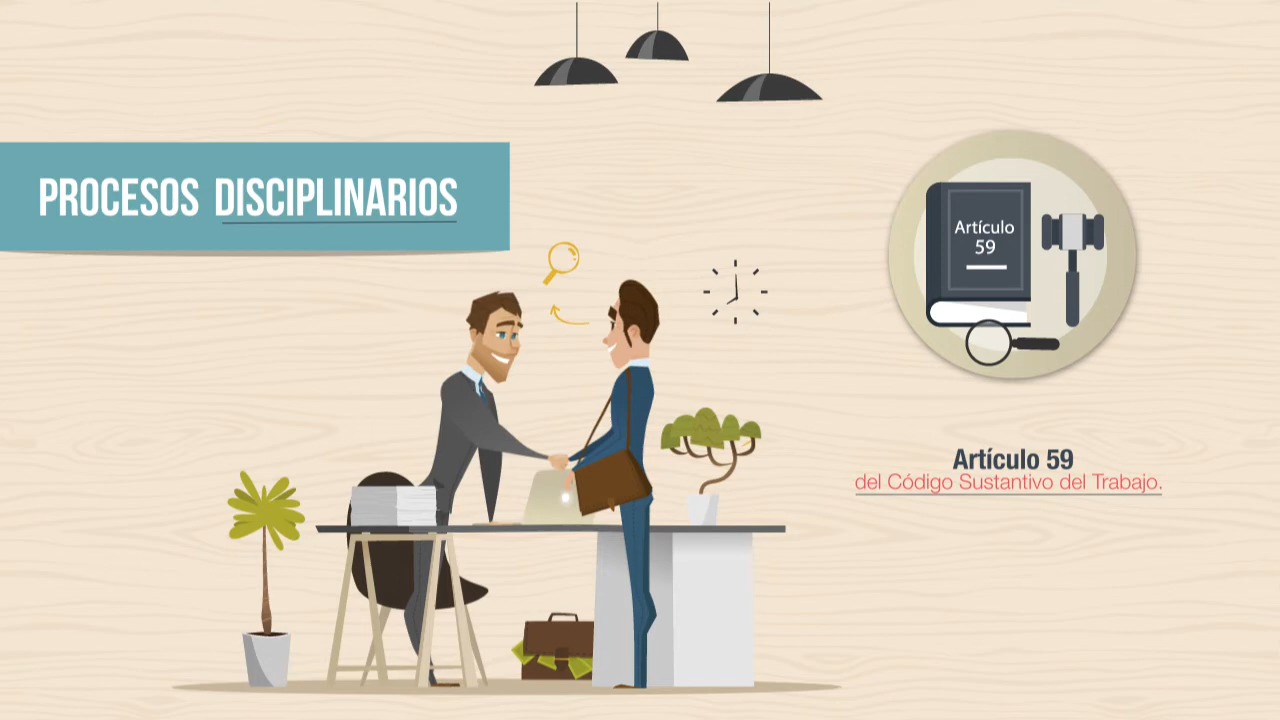 PROCESOS DISCIPLINARIOS
Artículo
59
Artículo 59
del Código Sustantivo del Trabajo.